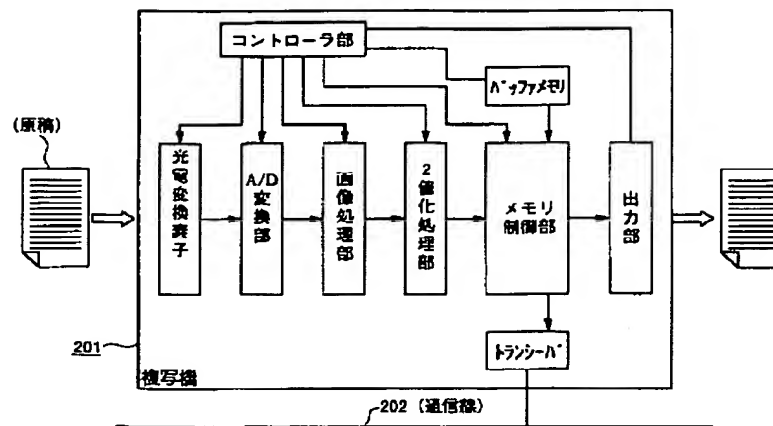 コントローラ部
バッファメモリ
(原稿)
光電変換素子
A/D
変換部
画像処理部
2値化処理部
メモリ
制御部
出力部
トランシーバ
201
複写機
202 (通信線)